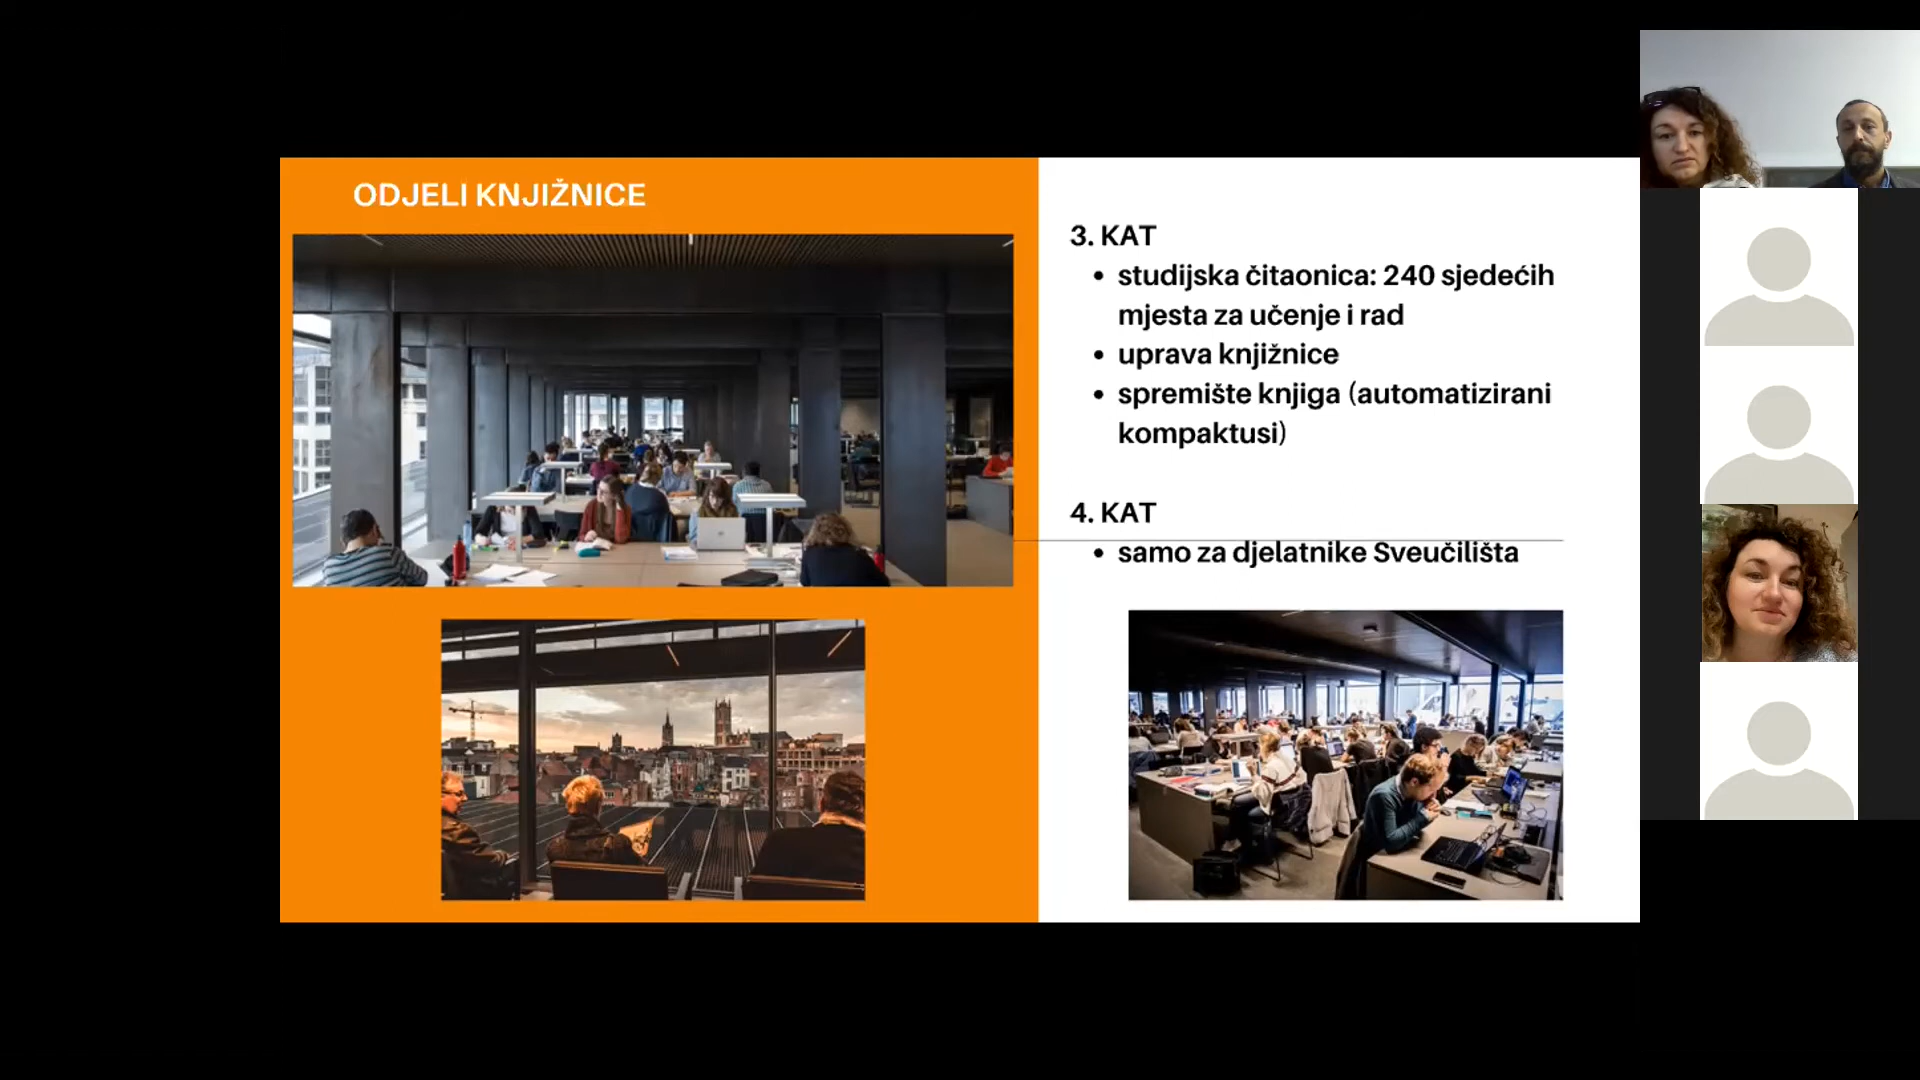 ODJELI KNJIŽNICE
3. KAT
• studijska čitaonica: 240 sjedećih
mjesta za učenje i rad
• uprava knjižnice
• spremište knjiga (automatizirani
kompaktusi)
4. KAT
• samo za djelatnike Sveučilišta